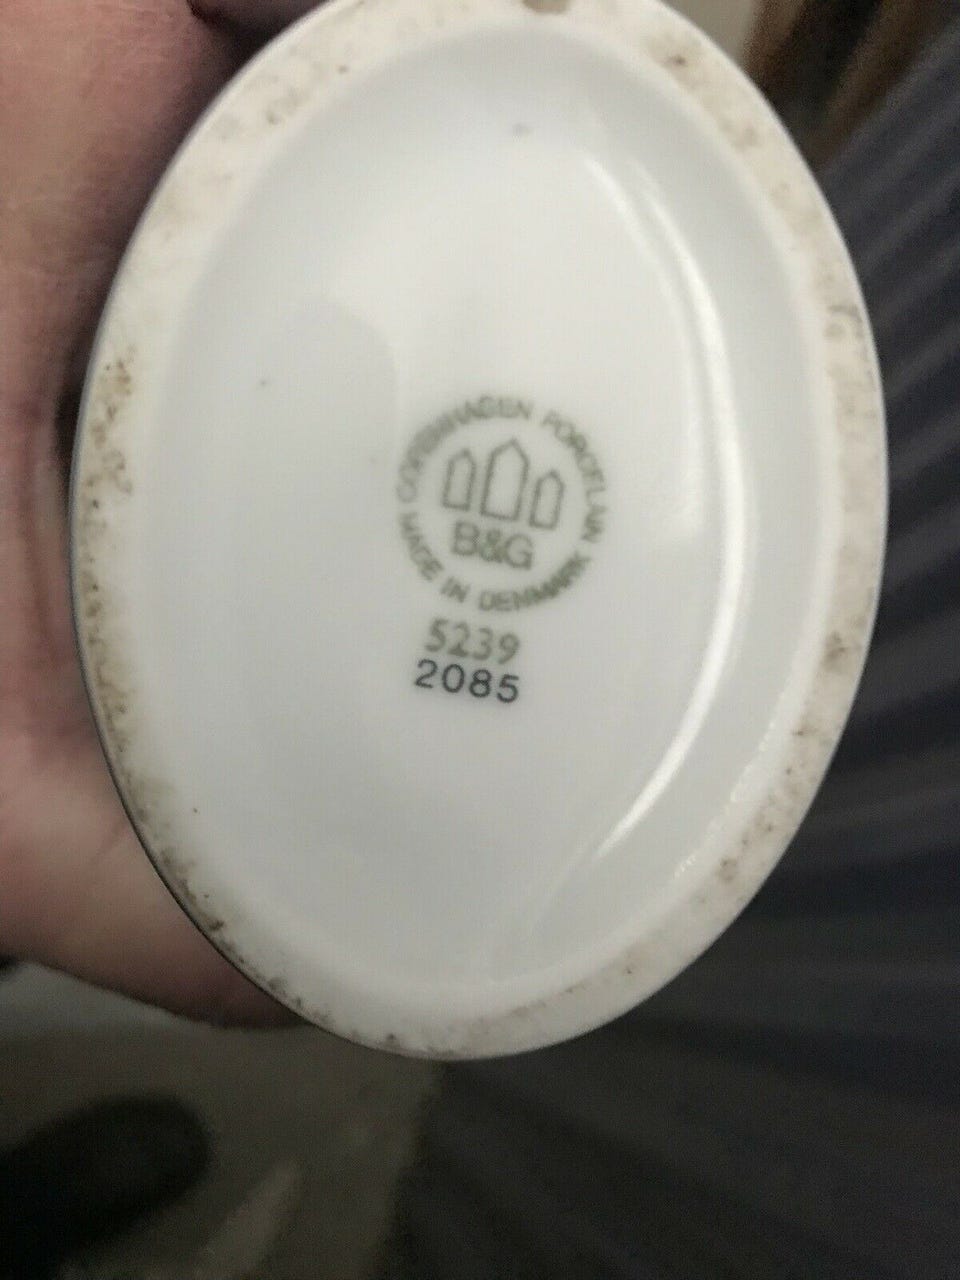 COPENHAGEN PORCELAIN
B&G
MADE IN DENMARK
5239
2085